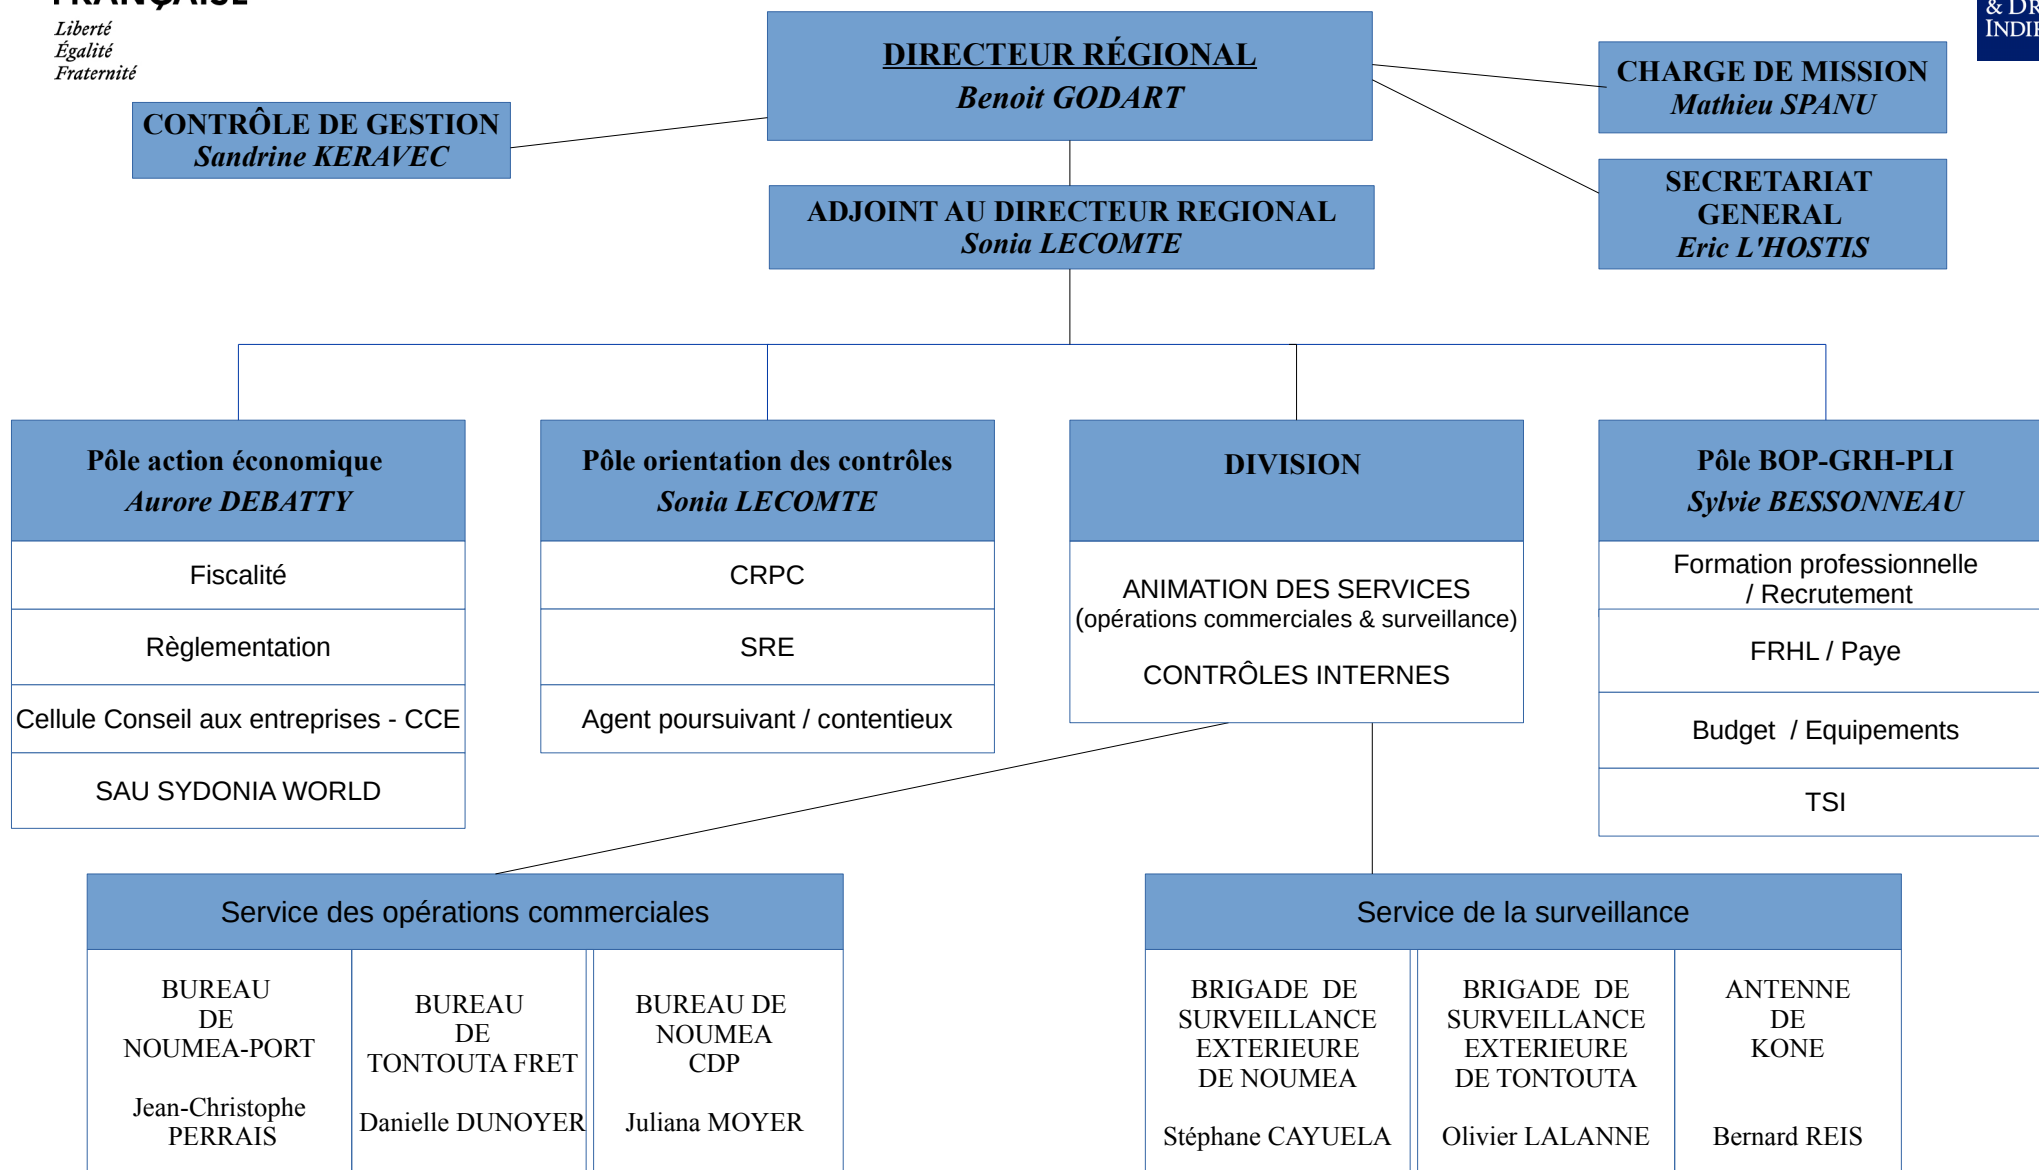 Liberté
Égalité
Fraternité
DIRECTEUR RÉGIONAL
Benoit GODART
CHARGE DE MISSION
Mathieu SPANU
CONTRÔLE DE GESTION
Sandrine KERAVEC
SECRETARIAT
GENERAL
Eric L'HOSTIS
ADJOINT AU DIRECTEUR REGIONAL
Sonia LECOMTE
Pôle action économique
Aurore DEBATTY
Fiscalité
Règlementation
Cellule Conseil aux entreprises - CCE
SAU SYDONIA WORLD
Pôle orientation des contrôles
Sonia LECOMTE
CRPC
SRE
Agent poursuivant / contentieux
DIVISION
ANIMATION DES SERVICES
(opérations commerciales & surveillance)
CONTRÔLES INTERNES
Pôle BOP-GRH-PLI
Sylvie BESSONNEAU
Formation professionnelle
/ Recrutement
FRHL / Paye
Budget / Equipements
TSI
Service des opérations commerciales
BUREAU
DE
NOUMEA-PORT
Jean-Christophe
PERRAIS
BUREAU
DE
TONTOUTA FRET
Danielle DUNOYER
BUREAU DE
NOUMEA
CDP
Juliana MOYER
Service de la surveillance
BRIGADE DE
SURVEILLANCE
EXTERIEURE
DE NOUMEA
Stéphane CAYUELA
BRIGADE DE
SURVEILLANCE
EXTERIEURE
DE TONTOUTA
Olivier LALANNE
ANTENNE
DE
KONE
Bernard REIS